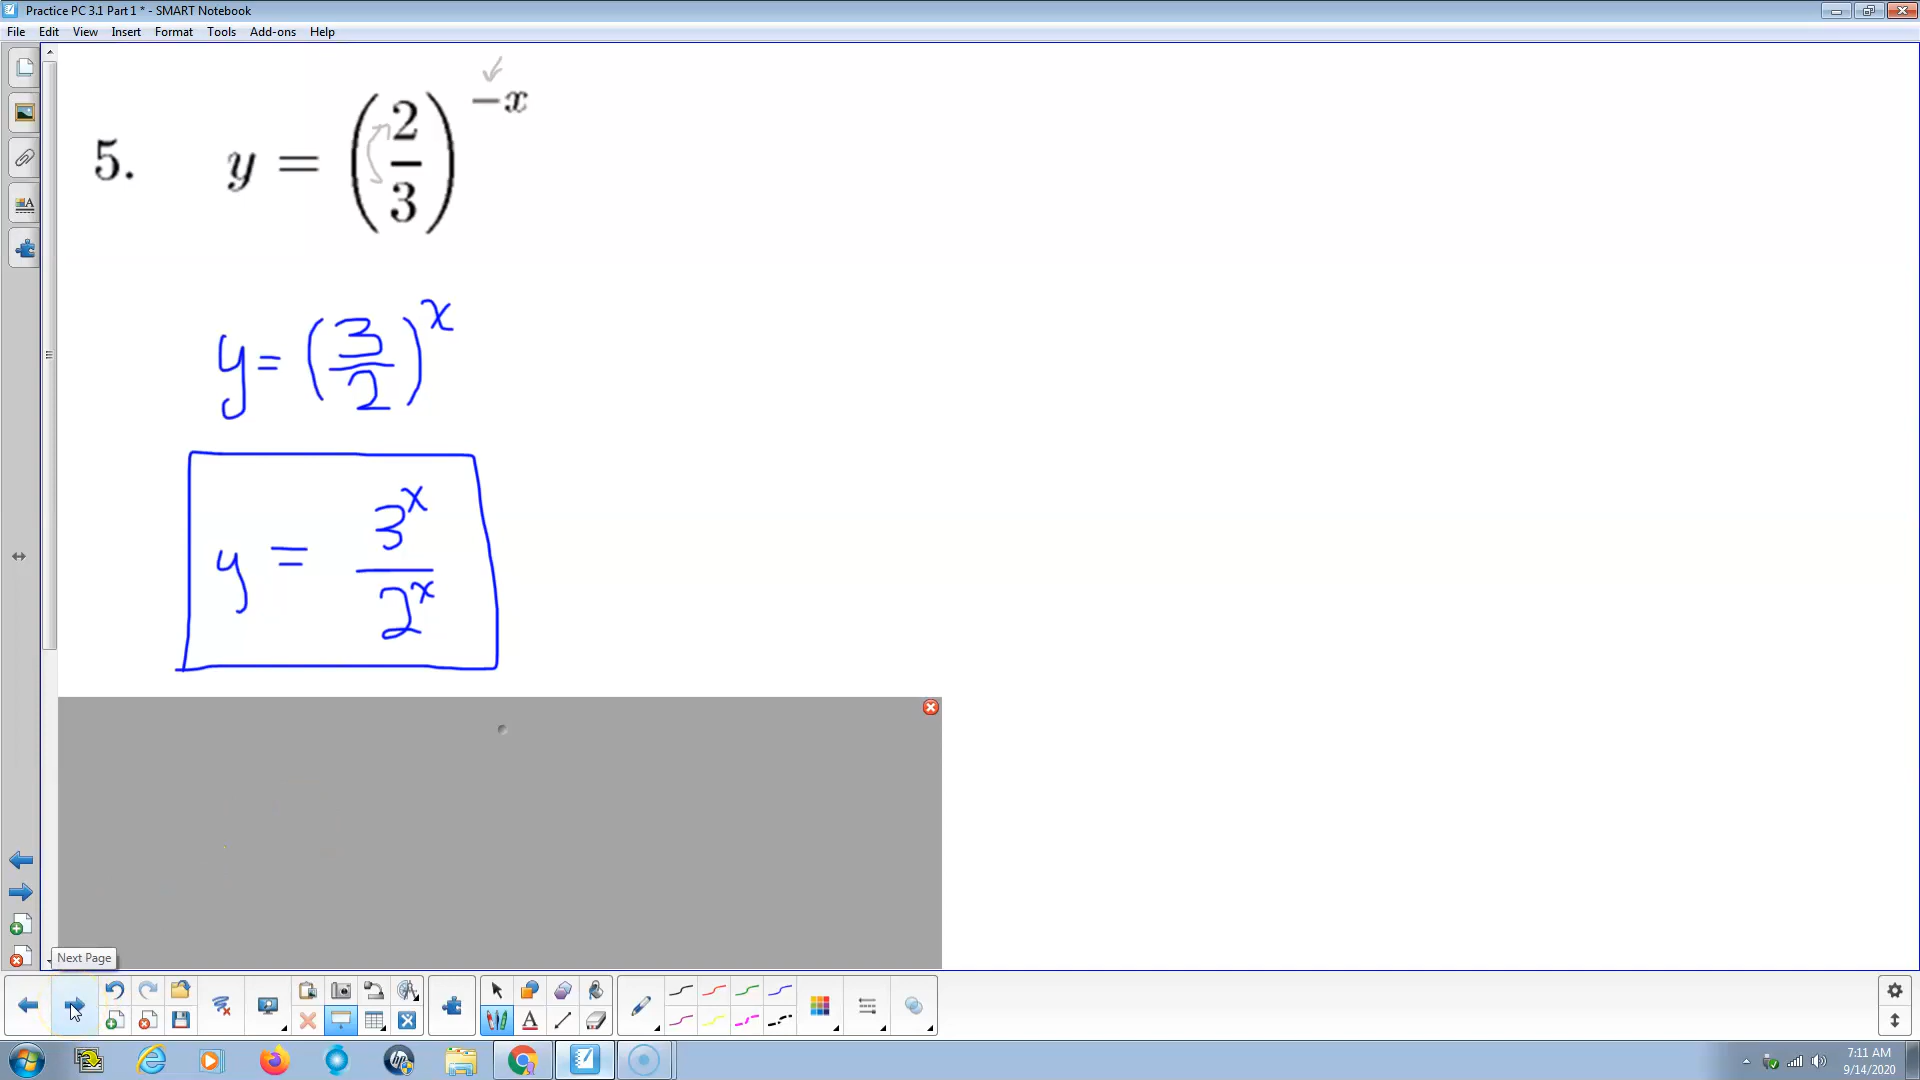 Practice PC 3.1 Part 1 * - SMART Notebook
File Edit View Insert Format Tools Add-ons Help
5. y = (2/3)^{-x}
y = (3/2)^x
y = 3^x/2^x
Next Page
7:11 AM
9/14/2020